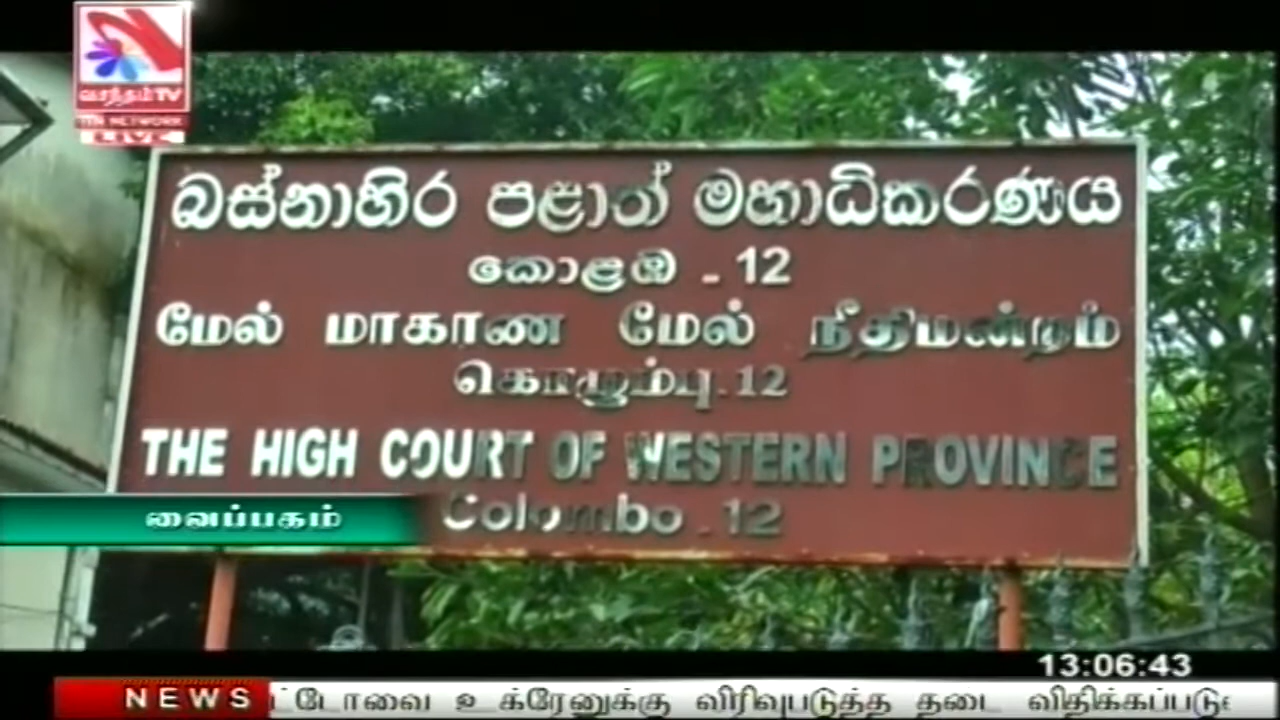 வசந்தம்TV
TEN NETWORK
LIVE
බස්නාහිර පළාත් මහාධිකරණය
කොළඹ - 12
மேல் மாகாண மேல் நீதிமன்றம்
கொழும்பு.12
THE HIGH COURT OF WESTERN PROVINCE
Colombo . 12
வைப்பகம்
13:06:43
NEWS
ட்டோவை உக்ரேனுக்கு விரிவுபடுத்த தடை விதிக்கப்படு